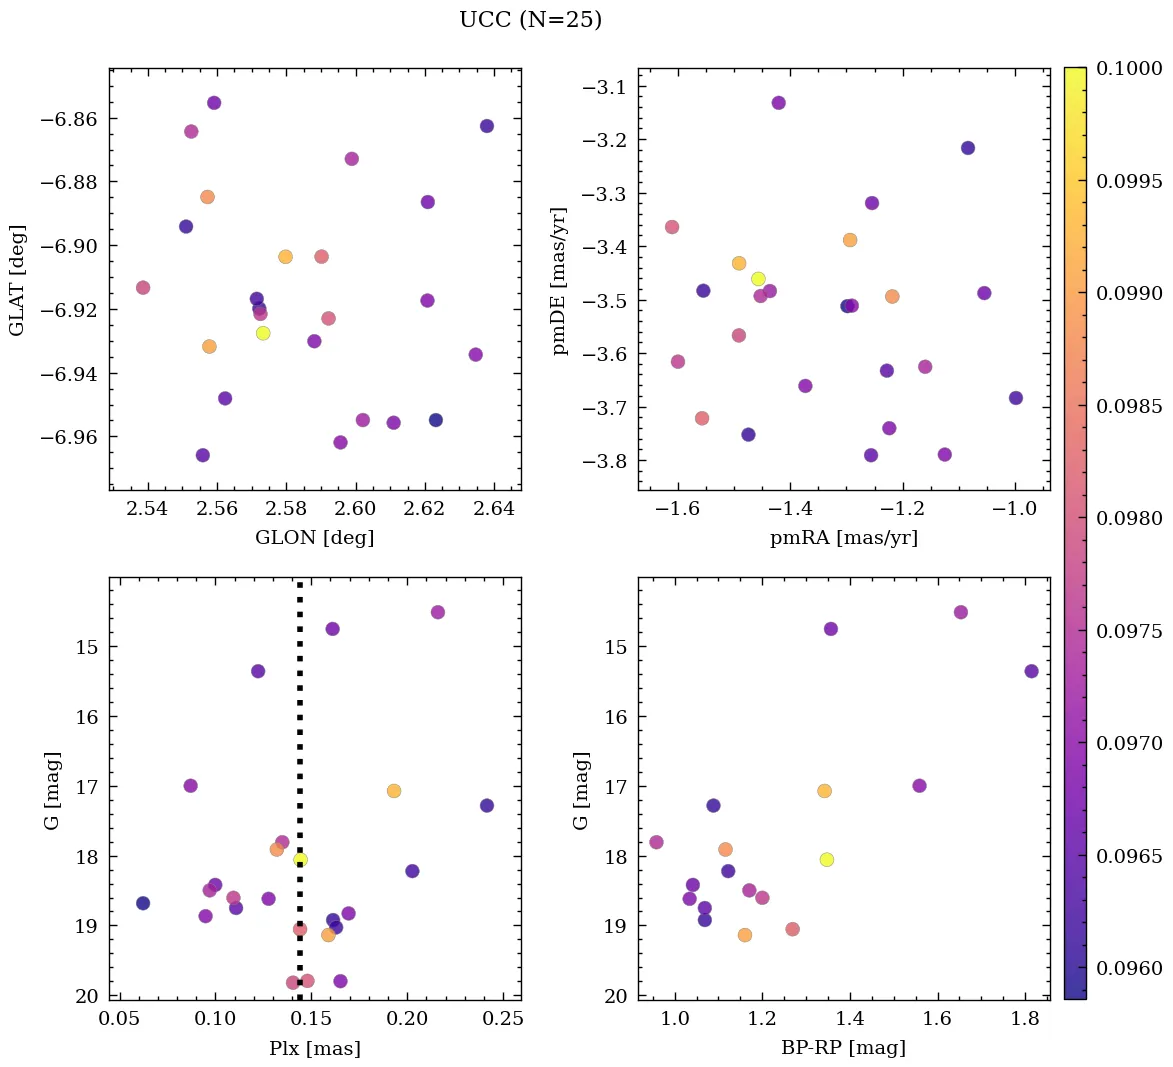 UCC (N=25)
−6.86
−6.88
−6.90
−6.92
−6.94
−6.96
GLAT [deg]
2.54 2.56 2.58 2.60 2.62 2.64
GLON [deg]
−3.1
−3.2
−3.3
−3.4
−3.5
−3.6
−3.7
−3.8
pmDE [mas/yr]
−1.6 −1.4 −1.2 −1.0
pmRA [mas/yr]
15
16
17
18
19
20
G [mag]
0.05 0.10 0.15 0.20 0.25
Plx [mas]
15
16
17
18
19
20
G [mag]
1.0 1.2 1.4 1.6 1.8
BP-RP [mag]
0.1000
0.0995
0.0990
0.0985
0.0980
0.0975
0.0970
0.0965
0.0960